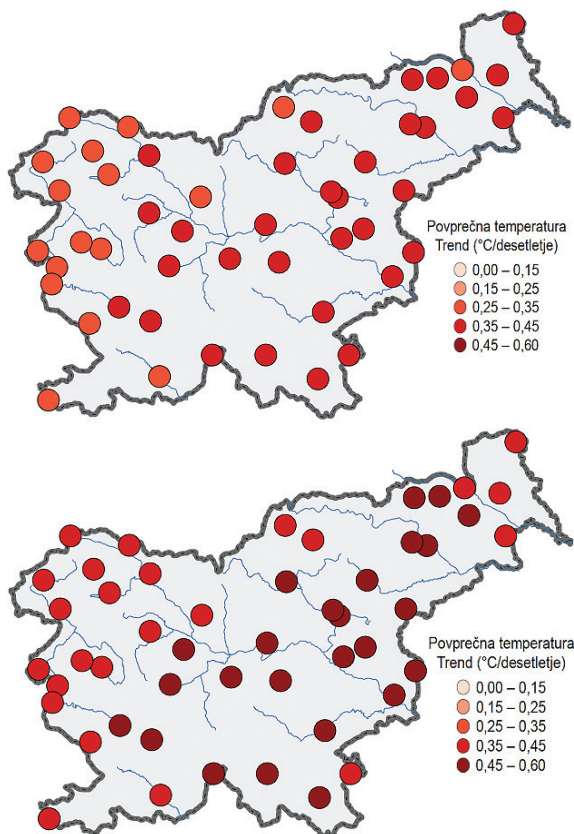 Povprečna temperatura
Trend (°C/desetletje)
0,00 – 0,15
0,15 – 0,25
0,25 – 0,35
0,35 – 0,45
0,45 – 0,60
Povprečna temperatura
Trend (°C/desetletje)
0,00 – 0,15
0,15 – 0,25
0,25 – 0,35
0,35 – 0,45
0,45 – 0,60